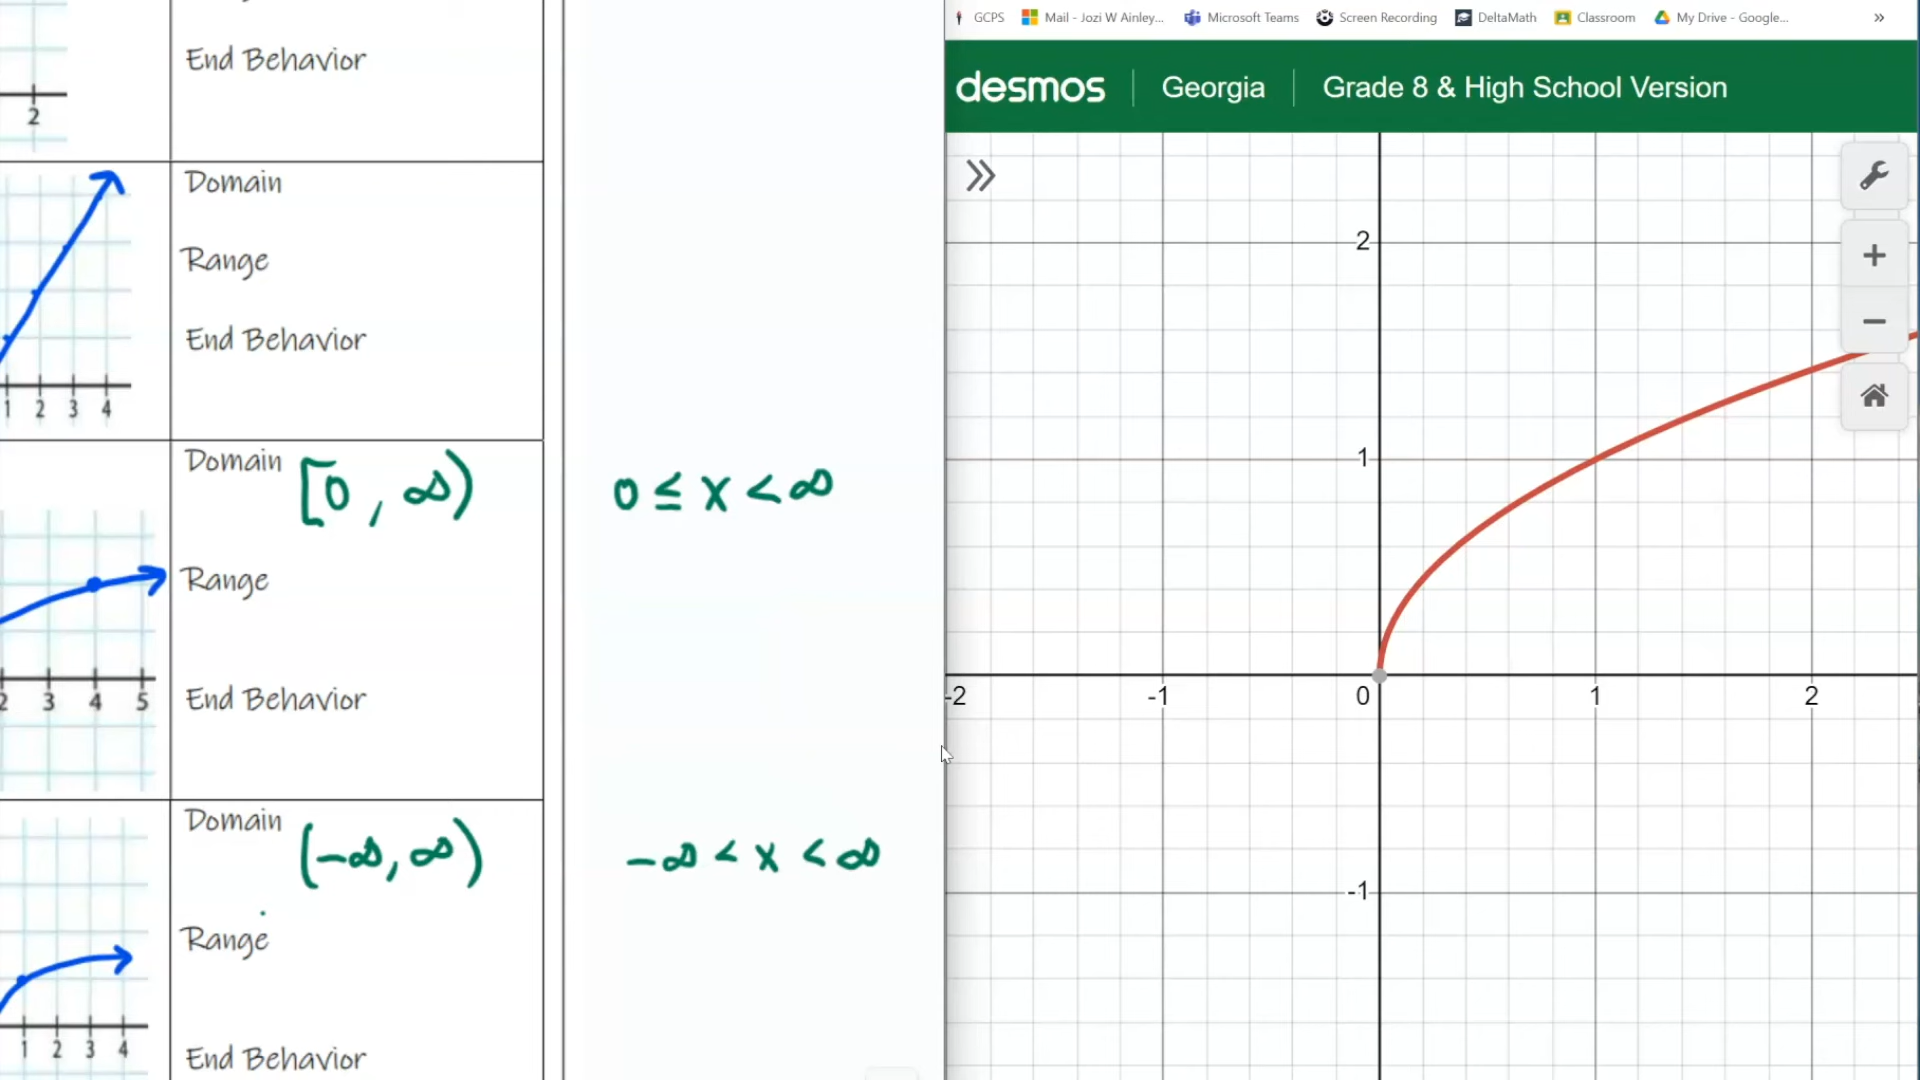 End Behavior
2
Domain
Range
End Behavior
1 2 3 4
Domain [0, ∞) 0 ≤ x < ∞
Range
2 3 4 5
End Behavior
Domain (-∞, ∞) -∞ < x < ∞
Range
1 2 3 4
End Behavior
GCPS Mail - Jozi W Ainley... Microsoft Teams Screen Recording DeltaMath Classroom My Drive - Google... »
desmos Georgia Grade 8 & High School Version
2
1
-2 -1 0 1 2
-1